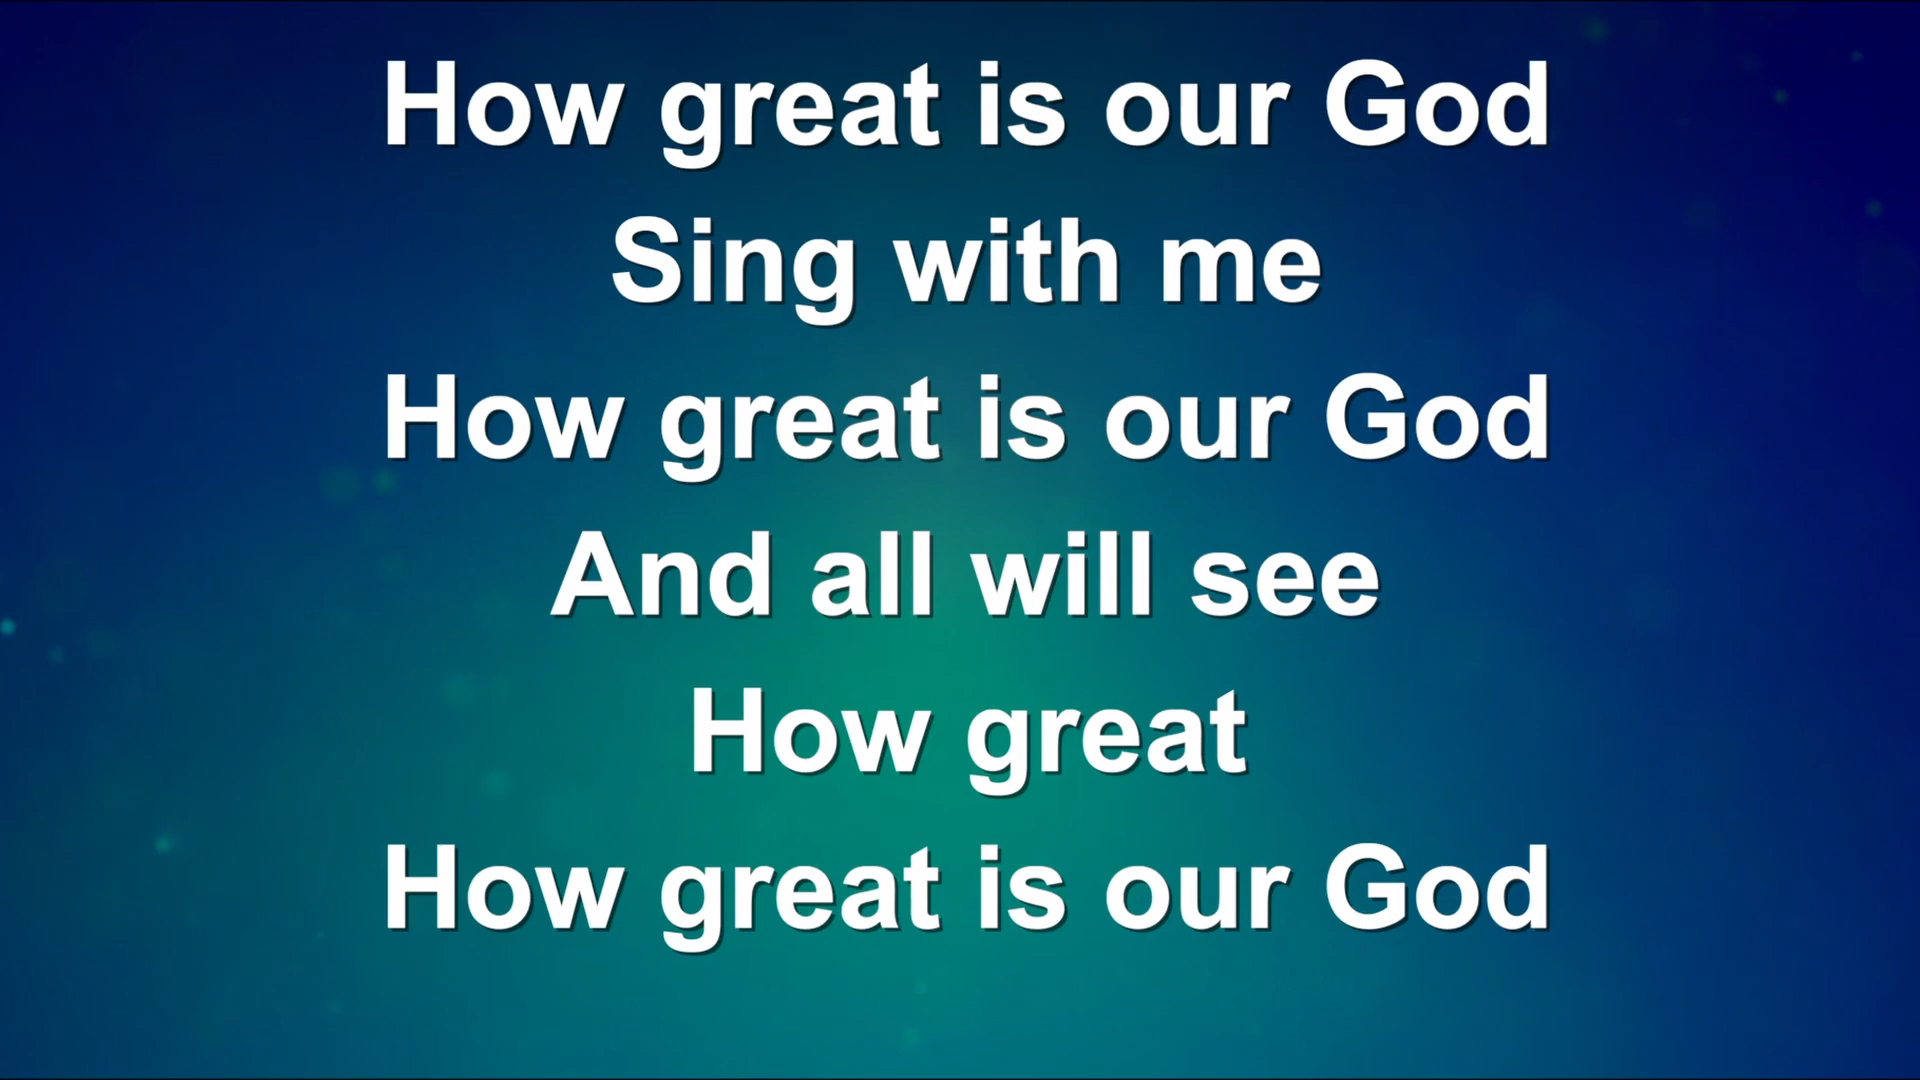 How great is our God
Sing with me
How great is our God
And all will see
How great
How great is our God